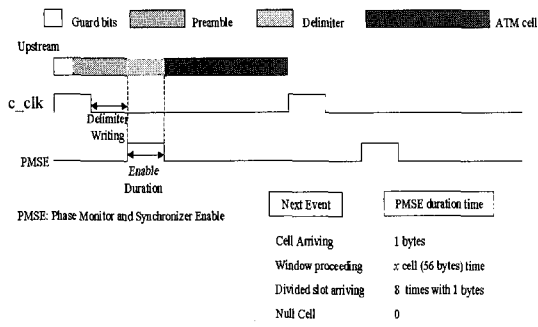 Guard bits Preamble Delimiter ATM cell
Upstream
c_clk
Delimiter
Writing
PMSE
Enable
Duration
PMSE: Phase Monitor and Synchronizer Enable
Next Event PMSE duration time
Cell Arriving 1 bytes
Window proceeding x cell (56 bytes) time
Divided slot arriving 8 times with 1 bytes
Null Cell 0